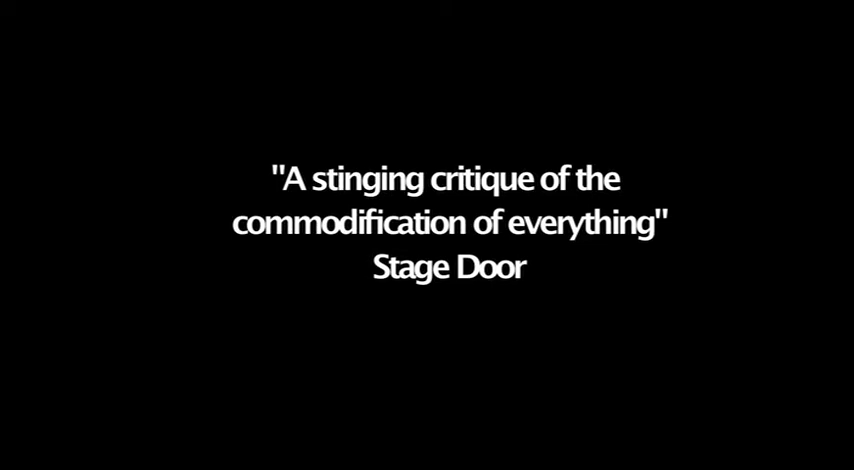 "A stinging critique of the
commodification of everything"
Stage Door